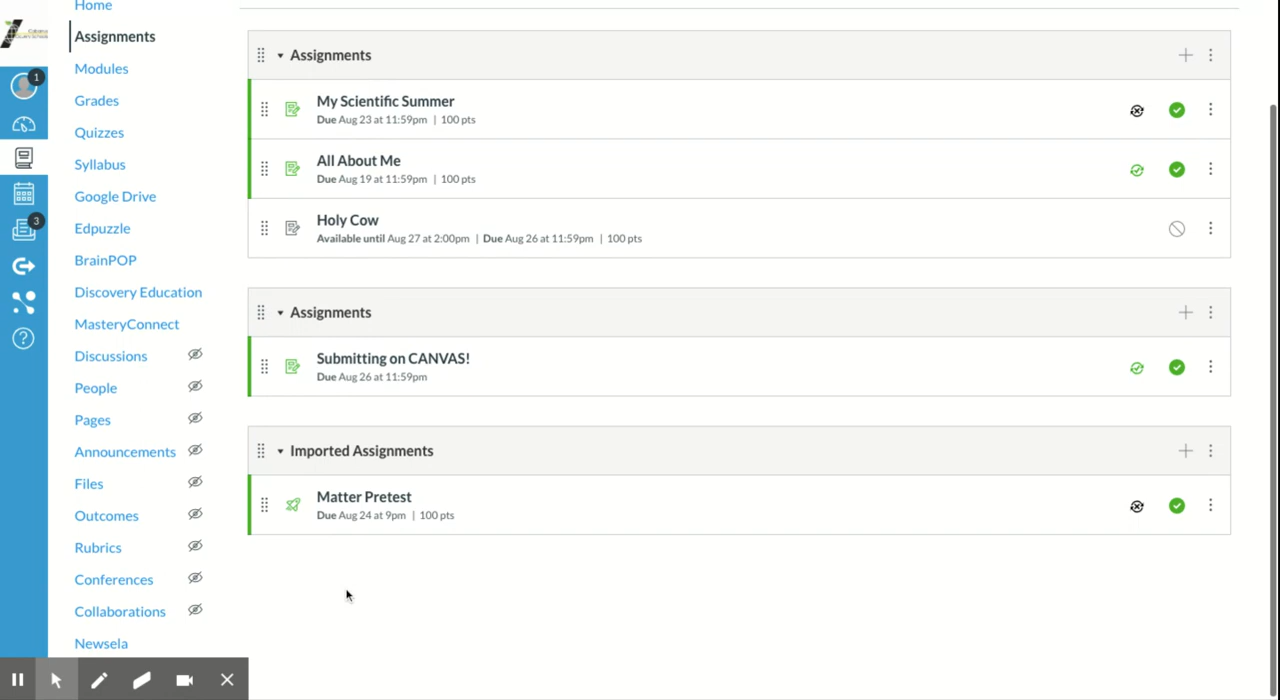 Home
Assignments
Modules
Grades
Quizzes
Syllabus
Google Drive
Edpuzzle
BrainPOP
Discovery Education
MasteryConnect
Discussions
People
Pages
Announcements
Files
Outcomes
Rubrics
Conferences
Collaborations
Newsela
1
3
Assignments
My Scientific Summer
Due Aug 23 at 11:59pm | 100 pts
All About Me
Due Aug 19 at 11:59pm | 100 pts
Holy Cow
Available until Aug 27 at 2:00pm | Due Aug 26 at 11:59pm | 100 pts
Assignments
Submitting on CANVAS!
Due Aug 26 at 11:59pm
Imported Assignments
Matter Pretest
Due Aug 24 at 9pm | 100 pts